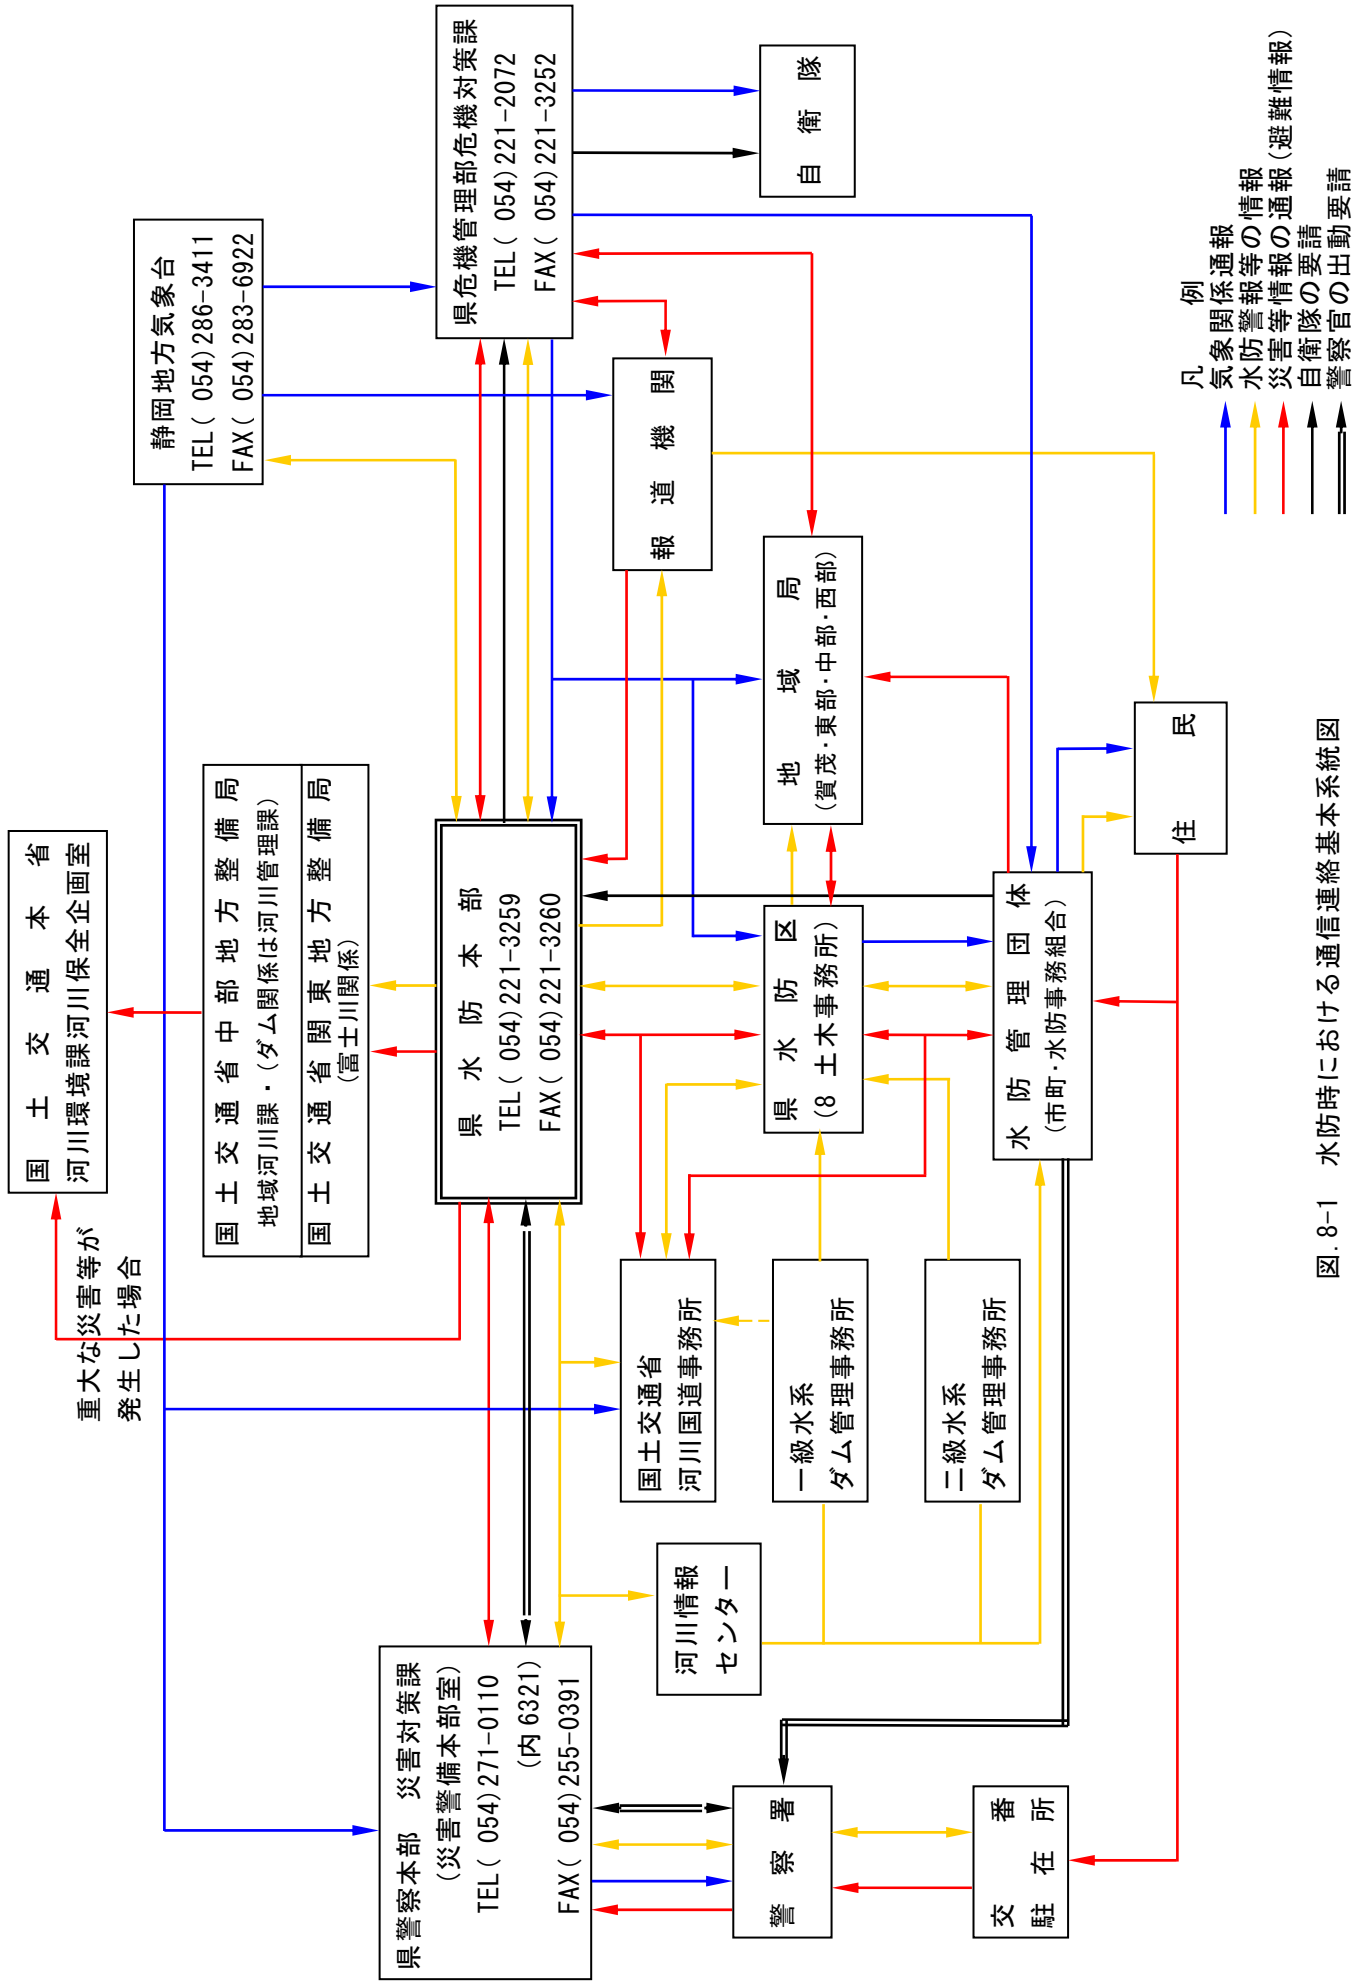 国土交通本省
河川環境課河川保全企画室
重大な災害等が
発生した場合
静岡地方気象台
TEL( 054)286-3411
FAX( 054)283-6922
国土交通省中部地方整備局
地域河川課・(ダム関係は河川管理課)
国土交通省関東地方整備局
(富士川関係)
県警察本部 災害対策課
(災害警備本部室)
TEL( 054)271-0110
(内 6321)
FAX( 054)255-0391
県水防本部
TEL( 054)221-3259
FAX( 054)221-3260
県危機管理部危機対策課
TEL( 054)221-2072
FAX( 054)221-3252
河川情報
センター
国土交通省
河川国道事務所
報道機関
警察署
一級水系
ダム管理事務所
県水防区
(8 土木事務所)
地域局
(賀茂・東部・中部・西部)
自衛隊
交番
駐在所
二級水系
ダム管理事務所
水防管理団体
(市町・水防事務組合)
住民
凡 例
気象関係通報
水防警報等の情報
災害等情報の通報(避難情報)
自衛隊の要請
警察官の出動要請
図.8-1 水防時における通信連絡基本系統図